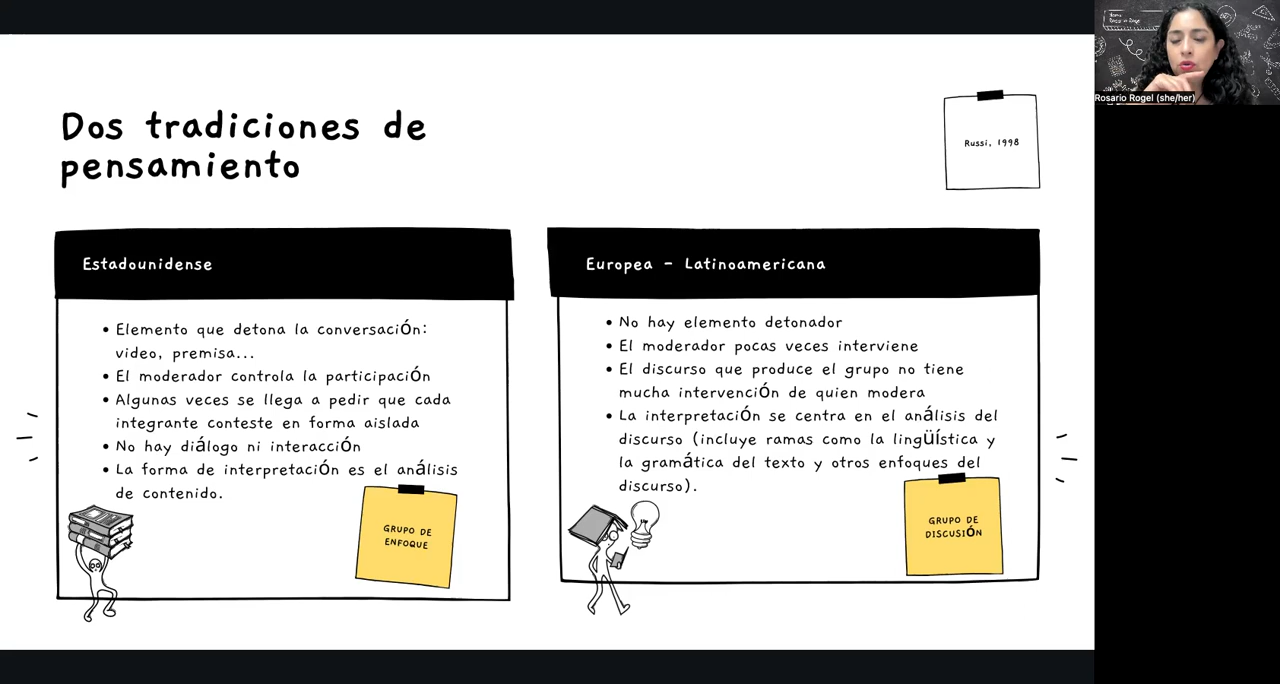 Dos tradiciones de
pensamiento
Russi, 1998
Rosario Rogel (she/her)
Estadounidense
Elemento que detona la conversación:
video, premisa...
El moderador controla la participación
Algunas veces se llega a pedir que cada
integrante conteste en forma aislada
No hay diálogo ni interacción
La forma de interpretación es el análisis
de contenido.
GRUPO DE
ENFOQUE
Europea - Latinoamericana
No hay elemento detonador
El moderador pocas veces interviene
El discurso que produce el grupo no tiene
mucha intervención de quien modera
La interpretación se centra en el análisis del
discurso (incluye ramas como la lingüística y
la gramática del texto y otros enfoques del
discurso).
GRUPO DE
DISCUSIÓN